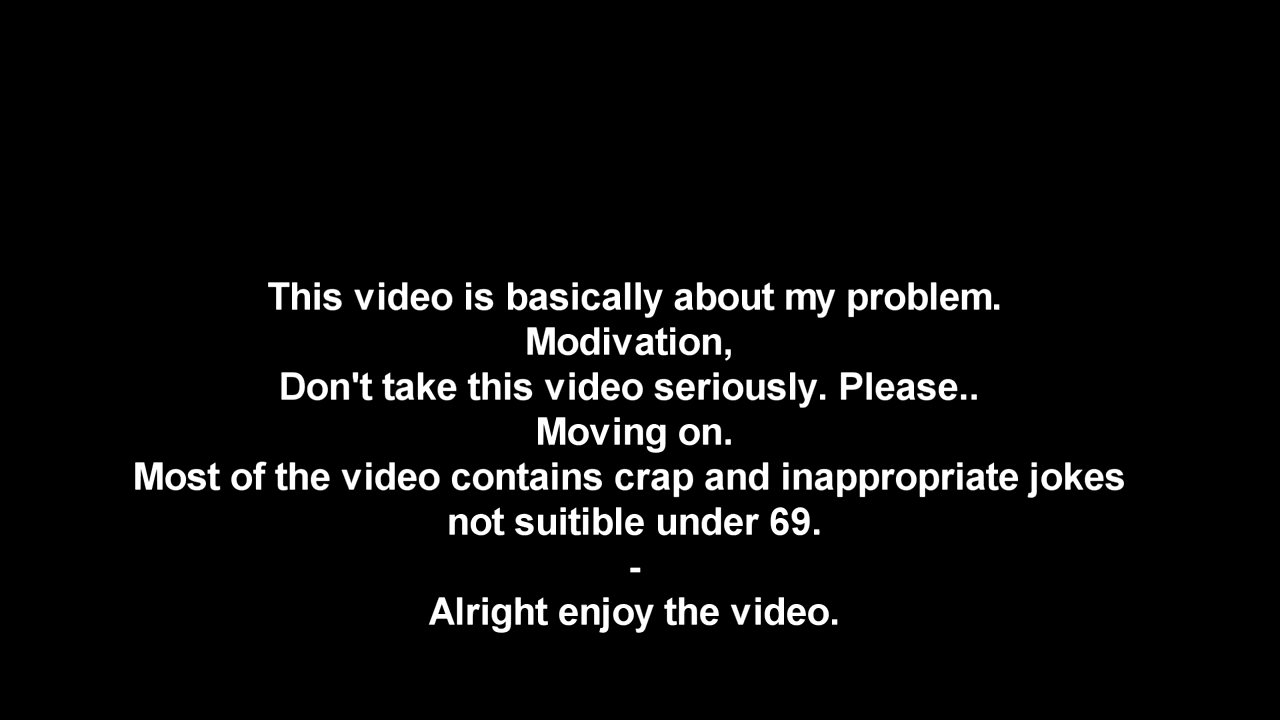 This video is basically about my problem.
Modivation,
Don't take this video seriously. Please..
Moving on.
Most of the video contains crap and inappropriate jokes
not suitible under 69.
-
Alright enjoy the video.